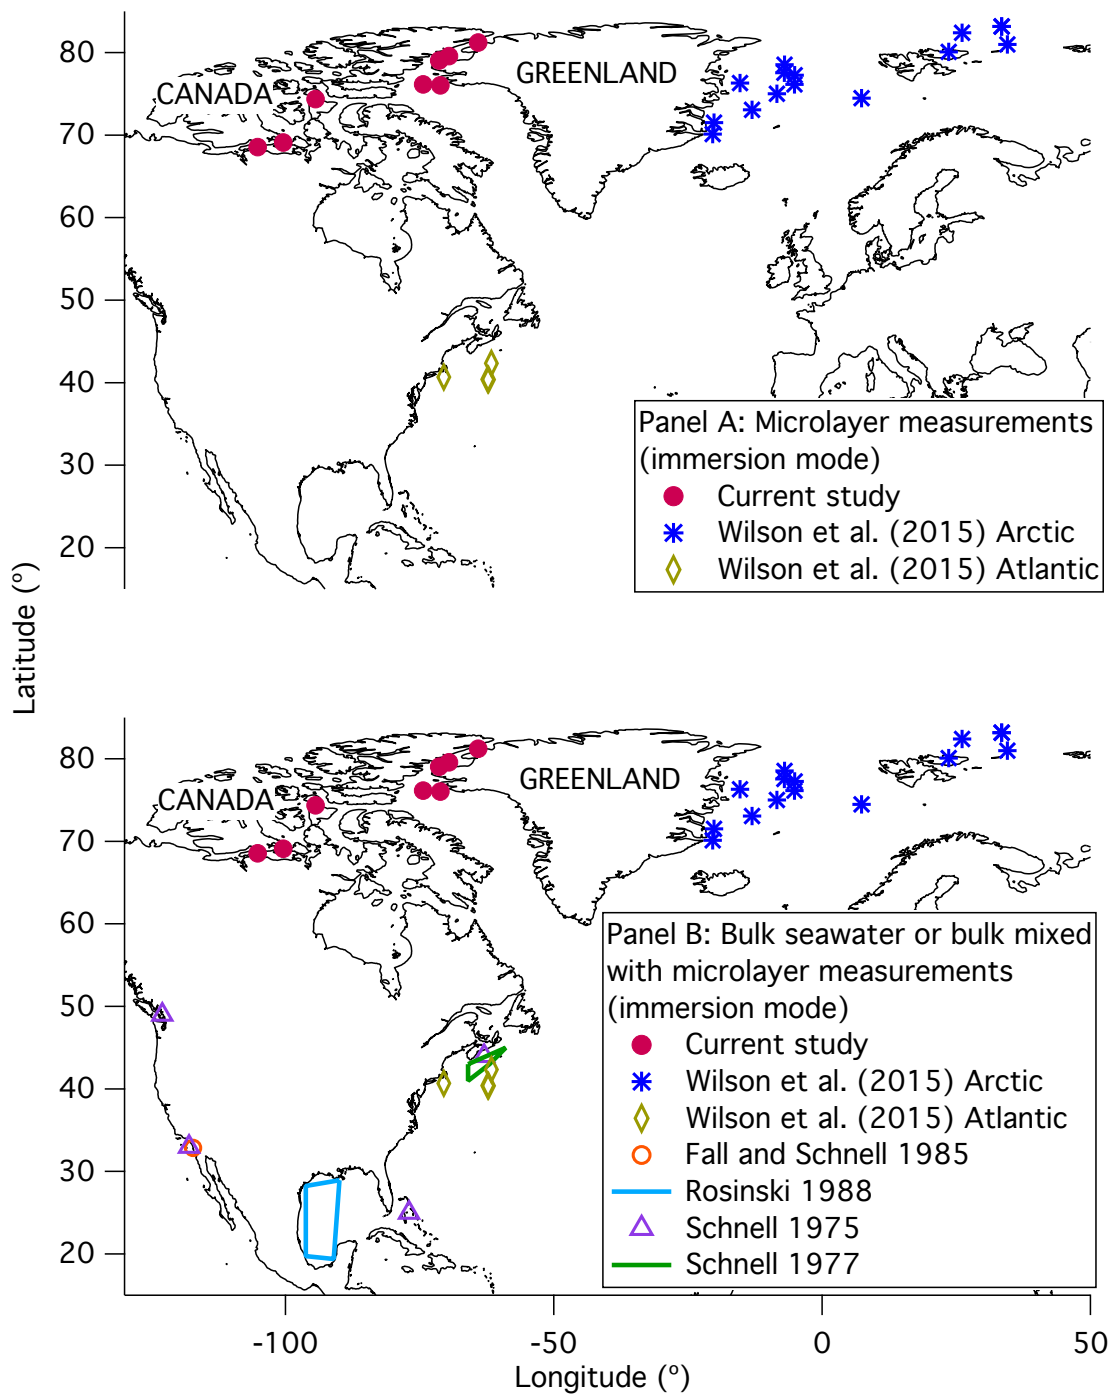 80
70
60
50
40
30
20
CANADA
GREENLAND
Panel A: Microlayer measurements
(immersion mode)
Current study
Wilson et al. (2015) Arctic
Wilson et al. (2015) Atlantic
Latitude (º)
80
70
60
50
40
30
20
CANADA
GREENLAND
Panel B: Bulk seawater or bulk mixed
with microlayer measurements
(immersion mode)
Current study
Wilson et al. (2015) Arctic
Wilson et al. (2015) Atlantic
Fall and Schnell 1985
Rosinski 1988
Schnell 1975
Schnell 1977
-100
-50
0
50
Longitude (º)